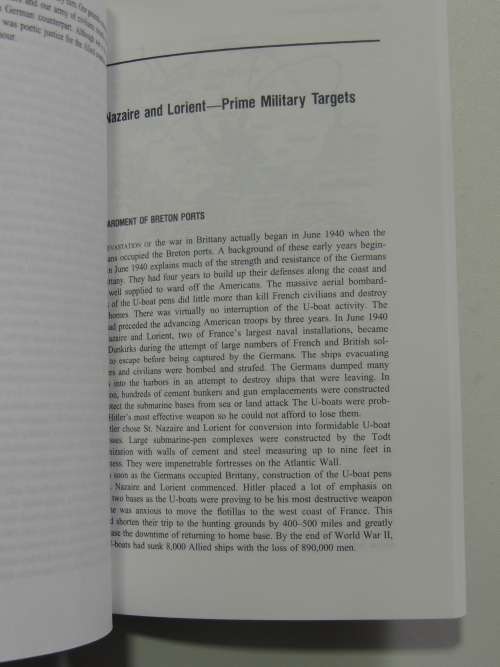 German counterpart. Although
was poetic justice for the Allied
Nazaire and Lorient—Prime Military Targets
ARDMENT OF BRETON PORTS
EVASTATION OF the war in Brittany actually began in June 1940 when the
ans occupied the Breton ports. A background of these early years begin-
n June 1940 explains much of the strength and resistance of the Germans
ttany. They had four years to build up their defenses along the coast and
well supplied to ward off the Americans. The massive aerial bombard-
of the U-boat pens did little more than kill French civilians and destroy
homes. There was virtually no interruption of the U-boat activity. The
ad preceded the advancing American troops by three years. In June 1940
azaire and Lorient, two of France's largest naval installations, became
Dunkirks during the attempt of large numbers of French and British sol-
to escape before being captured by the Germans. The ships evacuating
rs and civilians were bombed and strafed. The Germans dumped many
into the harbors in an attempt to destroy ships that were leaving. In
on, hundreds of cement bunkers and gun emplacements were constructed
tect the submarine bases from sea or land attack The U-boats were prob-
Hitler's most effective weapon so he could not afford to lose them.
tler chose St. Nazaire and Lorient for conversion into formidable U-boat
sses. Large submarine-pen complexes were constructed by the Todt
nization with walls of cement and steel measuring up to nine feet in
ness. They were impenetrable fortresses on the Atlantic Wall.
soon as the Germans occupied Brittany, construction of the U-boat pens
Nazaire and Lorient commenced. Hitler placed a lot of emphasis on
two bases as the U-boats were proving to be his most destructive weapon
he was anxious to move the flotillas to the west coast of France. This
d shorten their trip to the hunting grounds by 400–500 miles and greatly
ase the downtime of returning to home base. By the end of World War II,
U-boats had sunk 8,000 Allied ships with the loss of 890,000 men.